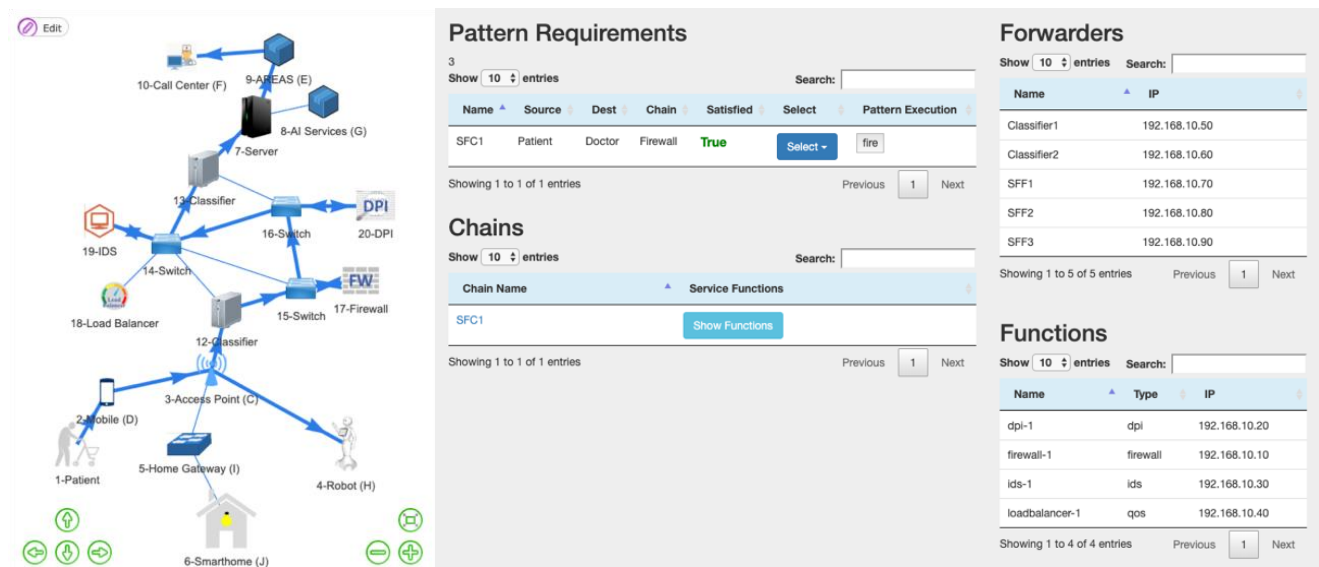 Edit
10-Call Center (F)
9-AREAS (E)
8-AI Services (G)
7-Server
13-Classifier
DPI
16-Switch
20-DPI
19-IDS
14-Switch
FW
17-Firewall
15-Switch
Load
18-Load Balancer
12-Classifier
3-Access Point (C)
2-Mobile (D)
5-Home Gateway (I)
1-Patient
4-Robot (H)
6-Smarthome (J)
Pattern Requirements
3
Show 10 entries Search:
Name Source Dest Chain Satisfied Select Pattern Execution
SFC1 Patient Doctor Firewall True Select fire
Showing 1 to 1 of 1 entries Previous 1 Next
Chains
Show 10 entries Search:
Chain Name Service Functions
SFC1 Show Functions
Showing 1 to 1 of 1 entries Previous 1 Next
Forwarders
Show 10 entries Search:
Name IP
Classifier1 192.168.10.50
Classifier2 192.168.10.60
SFF1 192.168.10.70
SFF2 192.168.10.80
SFF3 192.168.10.90
Showing 1 to 5 of 5 entries Previous 1 Next
Functions
Show 10 entries Search:
Name Type IP
dpi-1 dpi 192.168.10.20
firewall-1 firewall 192.168.10.10
ids-1 ids 192.168.10.30
loadbalancer-1 qos 192.168.10.40
Showing 1 to 4 of 4 entries Previous 1 Next